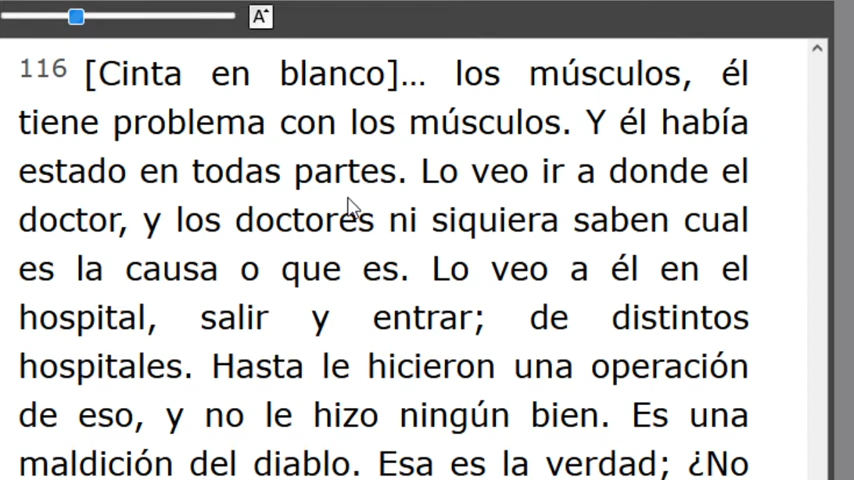 A
116 [Cinta en blanco]… los músculos, él
tiene problema con los músculos. Y él había
estado en todas partes. Lo veo ir a donde el
doctor, y los doctores ni siquiera saben cual
es la causa o que es. Lo veo a él en el
hospital, salir y entrar; de distintos
hospitales. Hasta le hicieron una operación
de eso, y no le hizo ningún bien. Es una
maldición del diablo. Esa es la verdad; ¿No